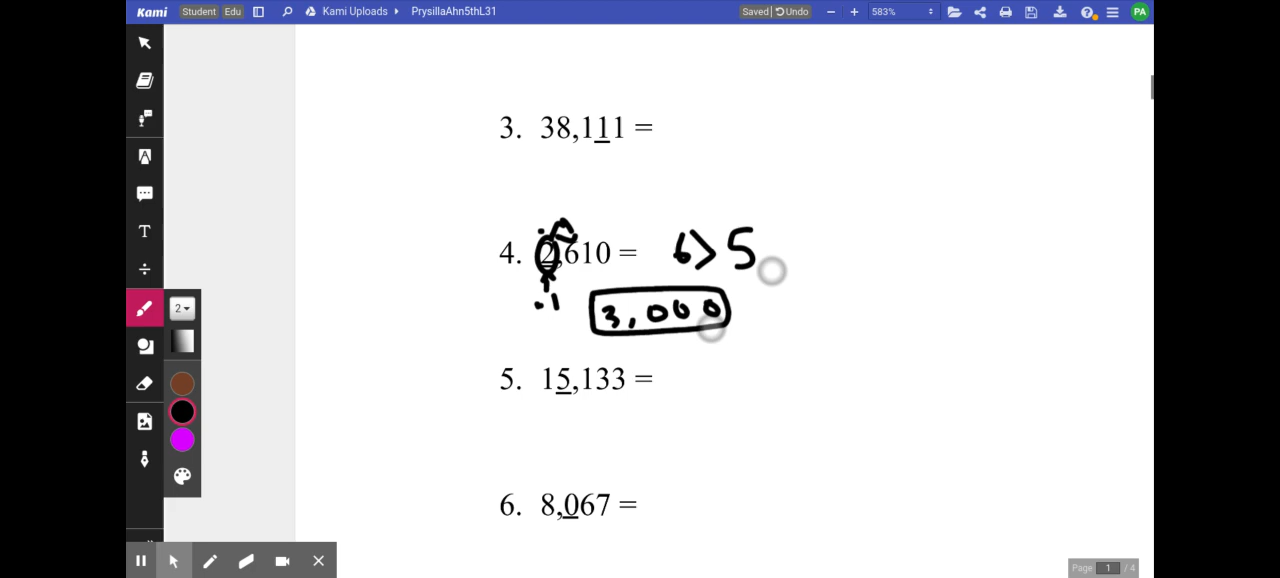 Kami Student Edu Kami Uploads PrysillaAhn5thL31 Saved Undo 583% PA
3. 38,111 =
4. 2,610 = 6 > 5
.1
3,000
2
5. 15,133 =
6. 8,067 =
T
Page 1 / 4